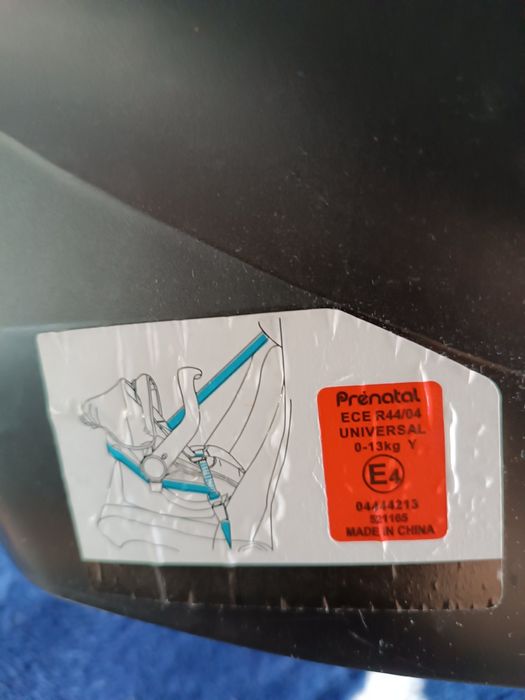 Prénatal
ECE R44/04
UNIVERSAL
0-13kg Y
E4
04444213
521165
MADE IN CHINA